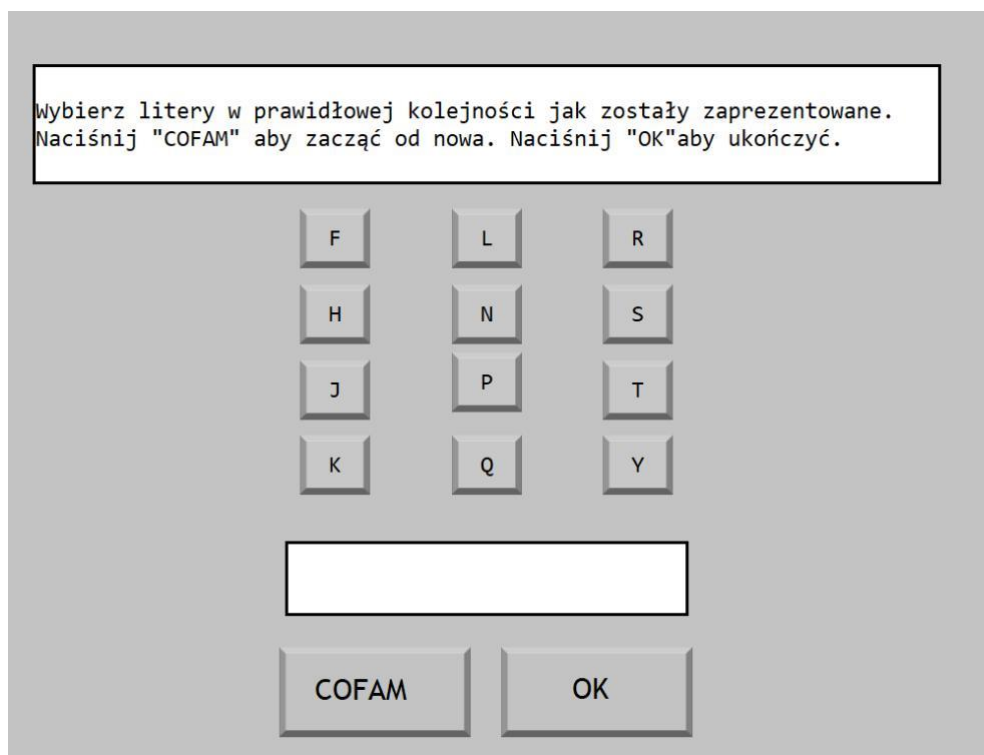 Wybierz litery w prawidłowej kolejności jak zostały zaprezentowane.
Naciśnij "COFAM" aby zacząć od nowa. Naciśnij "OK"aby ukończyć.
F L R
H N S
J P T
K Q Y
COFAM OK